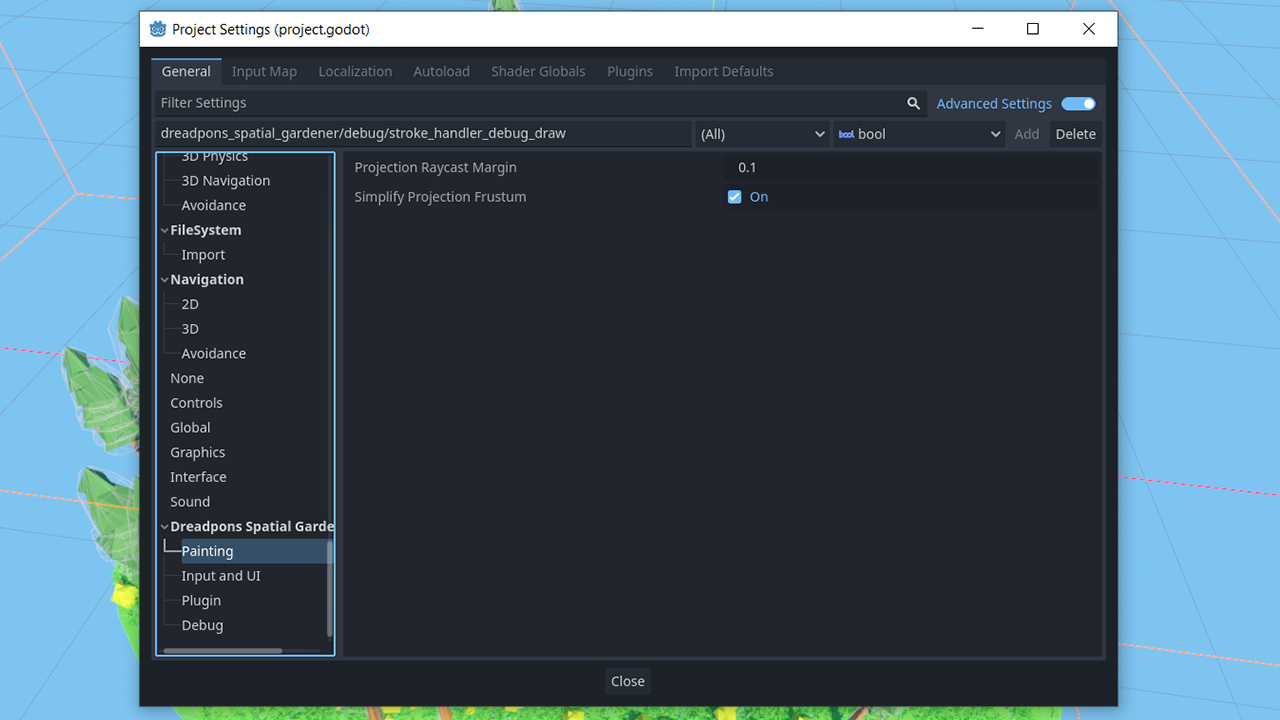 Project Settings (project.godot)
General Input Map Localization Autoload Shader Globals Plugins Import Defaults
Filter Settings Advanced Settings
dreadpons_spatial_gardener/debug/stroke_handler_debug_draw (All) bool bool Add Delete
3D Physics
3D Navigation
Avoidance
FileSystem
Import
Navigation
2D
3D
Avoidance
None
Controls
Global
Graphics
Interface
Sound
Dreadpons Spatial Garde
Painting
Input and UI
Plugin
Debug
Projection Raycast Margin 0.1
Simplify Projection Frustum On
Close